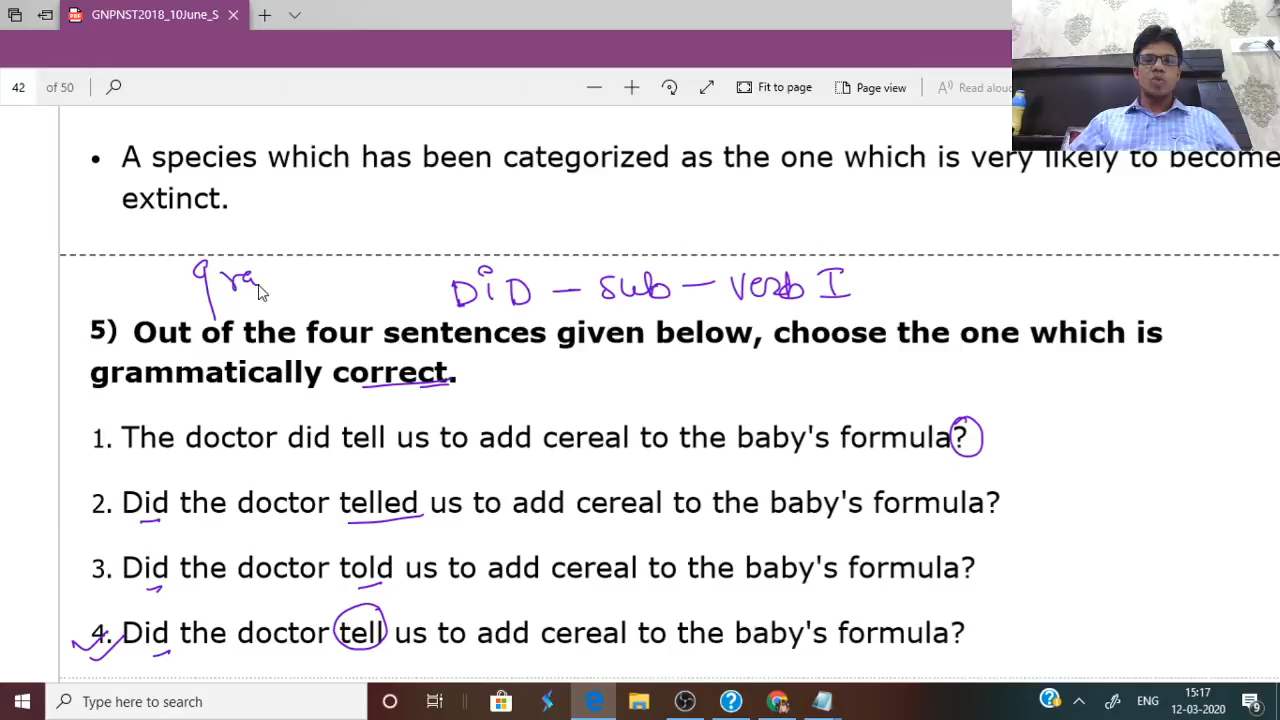 GNPNST2018_10June_S
42 of 50
Fit to page
Page view
Read alou
• A species which has been categorized as the one which is very likely to become
extinct.
gra
DiD - sub - verb I
5) Out of the four sentences given below, choose the one which is
grammatically correct.
1. The doctor did tell us to add cereal to the baby's formula?
2. Did the doctor telled us to add cereal to the baby's formula?
3. Did the doctor told us to add cereal to the baby's formula?
4. Did the doctor tell us to add cereal to the baby's formula?
Type here to search
ENG
15:17
12-03-2020